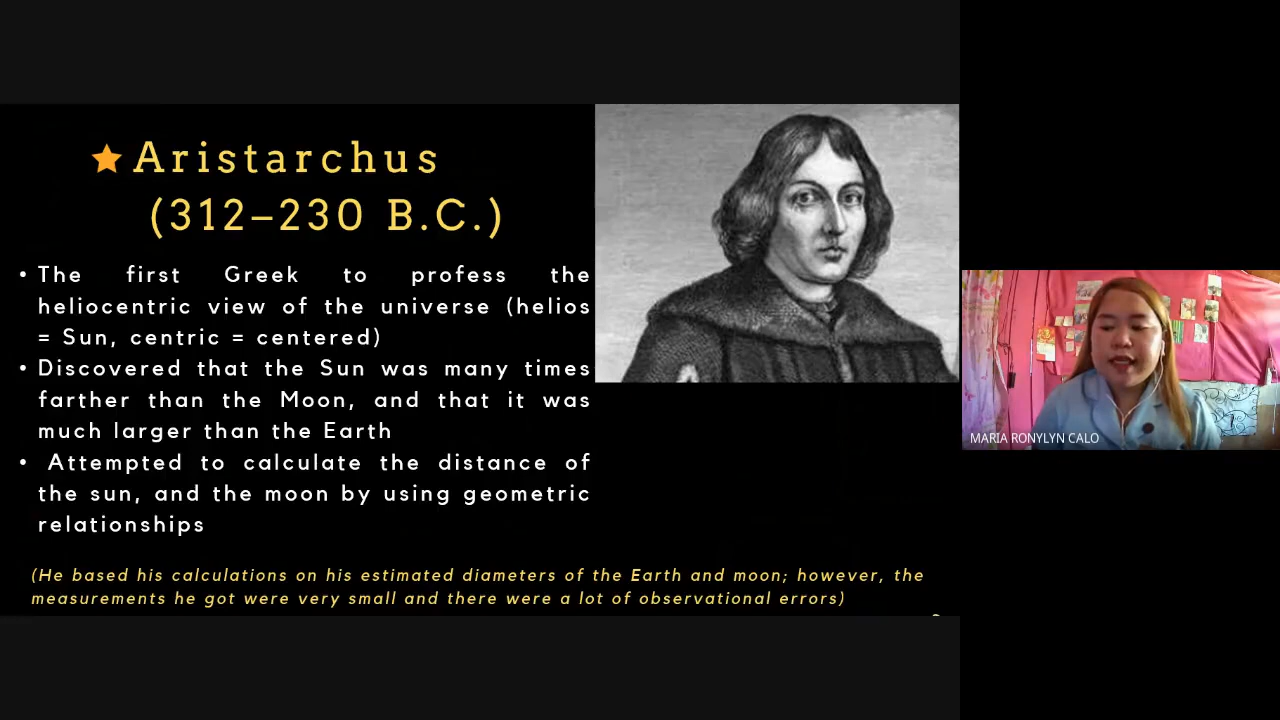 Aristarchus
(312–230 B.C.)
• The first Greek to profess the
heliocentric view of the universe (helios
= Sun, centric = centered)
• Discovered that the Sun was many times
farther than the Moon, and that it was
much larger than the Earth
• Attempted to calculate the distance of
the sun, and the moon by using geometric
relationships
(He based his calculations on his estimated diameters of the Earth and moon; however, the
measurements he got were very small and there were a lot of observational errors)
MARIA RONYLYN CALO